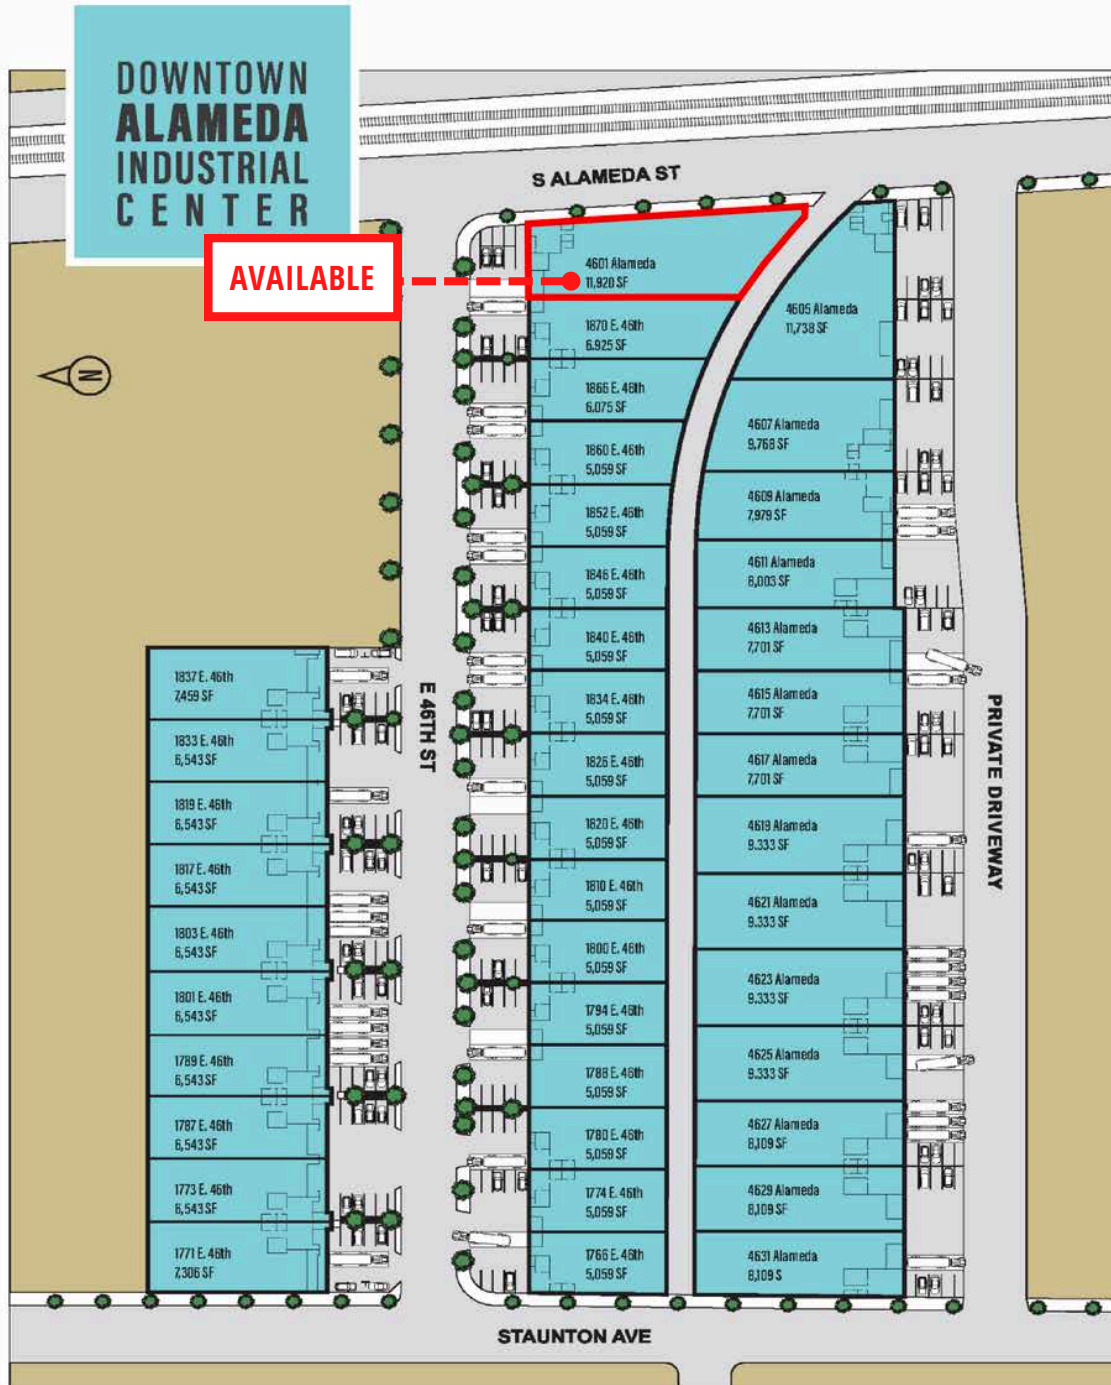 DOWNTOWN
ALAMEDA
INDUSTRIAL
CENTER
S ALAMEDA ST
AVAILABLE
4601 Alameda
11,920 SF
4605 Alameda
11,738 SF
N
1870 E. 46th
6.925 SF
1866 E. 46th
6.075 SF
1860 E. 46th
5,059 SF
1852 E. 46th
5,059 SF
1846 E. 46th
5,059 SF
1840 E. 46th
5,059 SF
1834 E. 46th
5,059 SF
1826 E. 46th
5,059 SF
1820 E. 46th
5,059 SF
1810 E. 46th
5,059 SF
1800 E. 46th
5,059 SF
1794 E. 46th
5,059 SF
1788 E. 46th
5,059 SF
1780 E. 46th
5,059 SF
1774 E. 46th
5,059 SF
1766 E. 46th
5,059 SF
4607 Alameda
9,768 SF
4609 Alameda
7,979 SF
4611 Alameda
8,003 SF
4613 Alameda
7,701 SF
4615 Alameda
7,701 SF
4617 Alameda
7,701 SF
4619 Alameda
9.333 SF
4621 Alameda
9.333 SF
4623 Alameda
9.333 SF
4625 Alameda
9.333 SF
4627 Alameda
8,109 SF
4629 Alameda
8,109 SF
4631 Alameda
8,109 S
1837 E. 46th
7,459 SF
1833 E. 46th
6,543 SF
1819 E. 46th
6,543 SF
1817 E. 46th
6,543 SF
1803 E. 46th
6,543 SF
1801 E. 46th
6,543 SF
1789 E. 46th
6,543 SF
1787 E. 46th
6,543 SF
1773 E. 46th
6,543 SF
1771 E. 46th
7,306 SF
E 46TH ST
PRIVATE DRIVEWAY
STAUNTON AVE